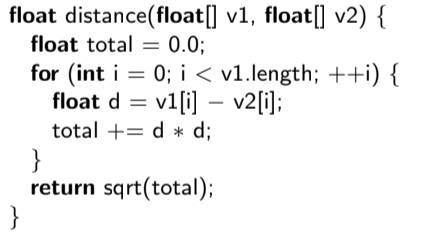 float distance(float[] v1, float[] v2) {
float total = 0.0;
for (int i = 0; i < v1.length; ++i) {
float d = v1[i] − v2[i];
total += d * d;
}
return sqrt(total);
}